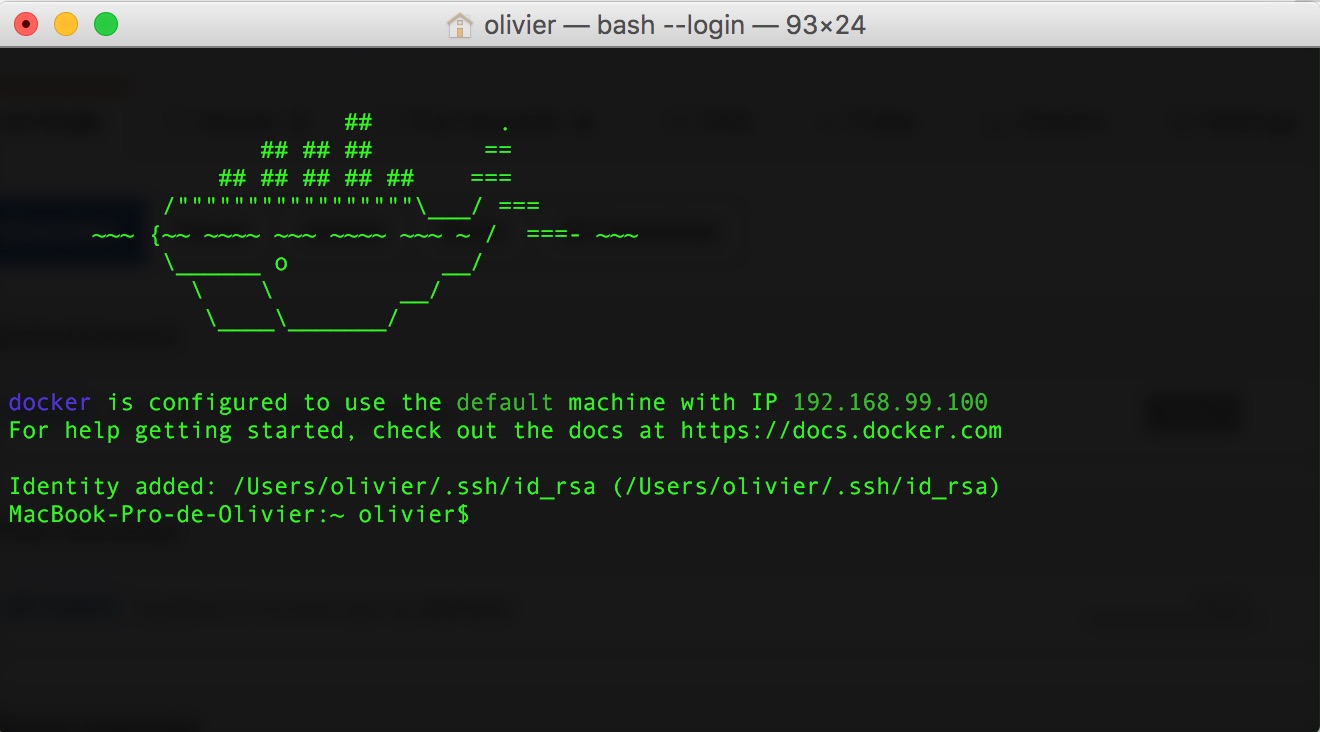 olivier — bash --login — 93×24
                        ##         .
                  ## ## ##        ==
               ## ## ## ## ##    ===
           /"""""""""""""""""\___/ ===
      ~~~ {~~ ~~~~ ~~~ ~~~~ ~~~ ~ /  ===- ~~~
           \______ o           __/
             \    \         __/
              \____\_______/
docker is configured to use the default machine with IP 192.168.99.100
For help getting started, check out the docs at https://docs.docker.com
Identity added: /Users/olivier/.ssh/id_rsa (/Users/olivier/.ssh/id_rsa)
MacBook-Pro-de-Olivier:~ olivier$